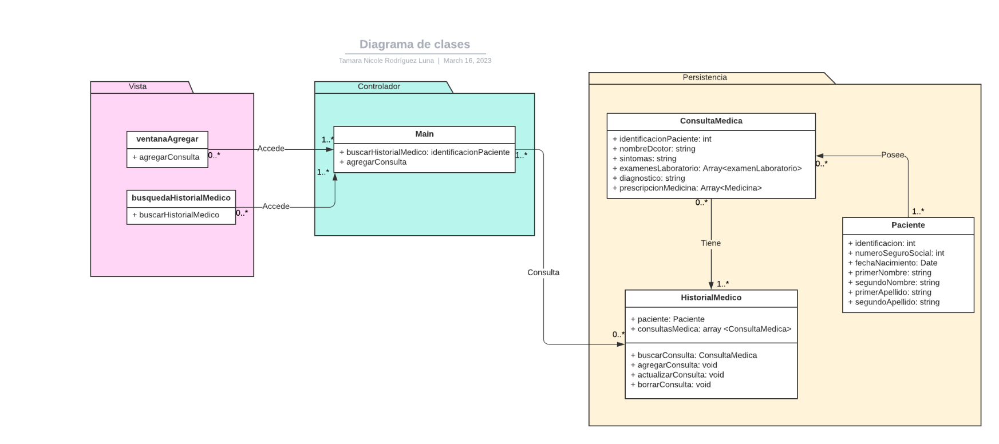 Diagrama de clases
Tamara Nicole Rodríguez Luna | March 16, 2023
Vista
ventanaAgregar
+ agregarConsulta
0..*
busquedaHistorialMedico
+ buscarHistorialMedico
0..*
Accede
Accede
Controlador
1..*
Main
+ buscarHistorialMedico: identificacionPaciente
+ agregarConsulta
1..*
1..*
Consulta
Persistencia
ConsultaMedica
+ identificacionPaciente: int
+ nombreDcotor: string
+ sintomas: string
+ examenesLaboratorio: Array<examenLaboratorio>
+ diagnostico: string
+ prescripcionMedicina: Array<Medicina>
0..*
Posee
0..*
1..*
Paciente
+ identificacion: int
+ numeroSeguroSocial: int
+ fechaNacimiento: Date
+ primerNombre: string
+ segundoNombre: string
+ primerApellido: string
+ segundoApellido: string
Tiene
1..*
HistorialMedico
+ paciente: Paciente
+ consultasMedica: array <ConsultaMedica>
0..*
+ buscarConsulta: ConsultaMedica
+ agregarConsulta: void
+ actualizarConsulta: void
+ borrarConsulta: void